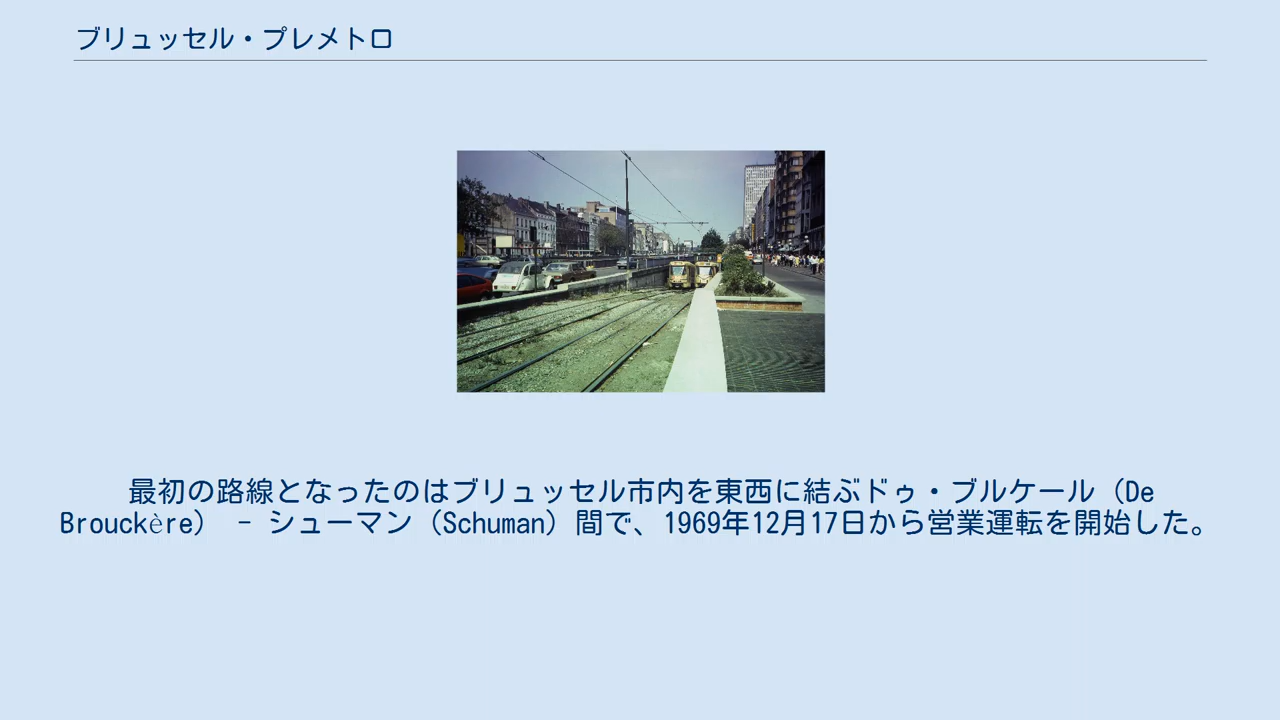 ブリュッセル・プレメトロ
最初の路線となったのはブリュッセル市内を東西に結ぶドゥ・ブルケール（De
Brouckère） - シューマン（Schuman）間で、1969年12月17日から営業運転を開始した。